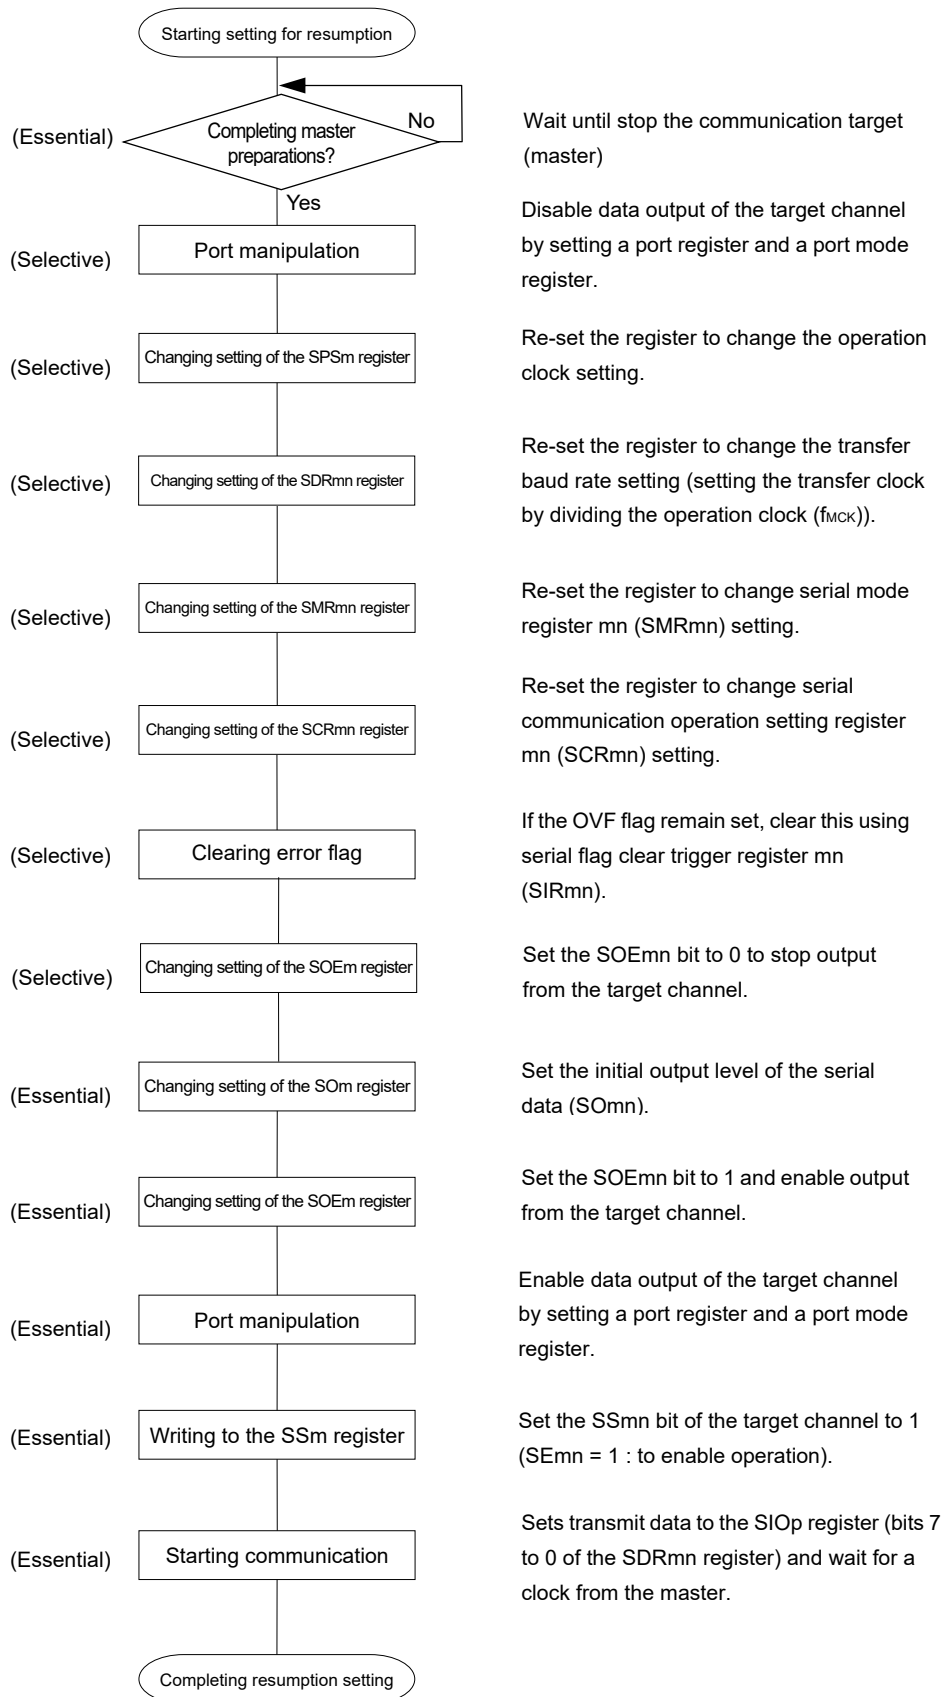 Starting setting for resumption
(Essential)
Completing master
preparations?
No
Wait until stop the communication target
(master)
Yes
(Selective)
Port manipulation
Disable data output of the target channel
by setting a port register and a port mode
register.
(Selective)
Changing setting of the SPSm register
Re-set the register to change the operation
clock setting.
(Selective)
Changing setting of the SDRmn register
Re-set the register to change the transfer
baud rate setting (setting the transfer clock
by dividing the operation clock (fMCK)).
(Selective)
Changing setting of the SMRmn register
Re-set the register to change serial mode
register mn (SMRmn) setting.
(Selective)
Changing setting of the SCRmn register
Re-set the register to change serial
communication operation setting register
mn (SCRmn) setting.
(Selective)
Clearing error flag
If the OVF flag remain set, clear this using
serial flag clear trigger register mn
(SIRmn).
(Selective)
Changing setting of the SOEm register
Set the SOEmn bit to 0 to stop output
from the target channel.
(Essential)
Changing setting of the SOm register
Set the initial output level of the serial
data (SOmn).
(Essential)
Changing setting of the SOEm register
Set the SOEmn bit to 1 and enable output
from the target channel.
(Essential)
Port manipulation
Enable data output of the target channel
by setting a port register and a port mode
register.
(Essential)
Writing to the SSm register
Set the SSmn bit of the target channel to 1
(SEmn = 1 : to enable operation).
(Essential)
Starting communication
Sets transmit data to the SIOp register (bits 7
to 0 of the SDRmn register) and wait for a
clock from the master.
Completing resumption setting